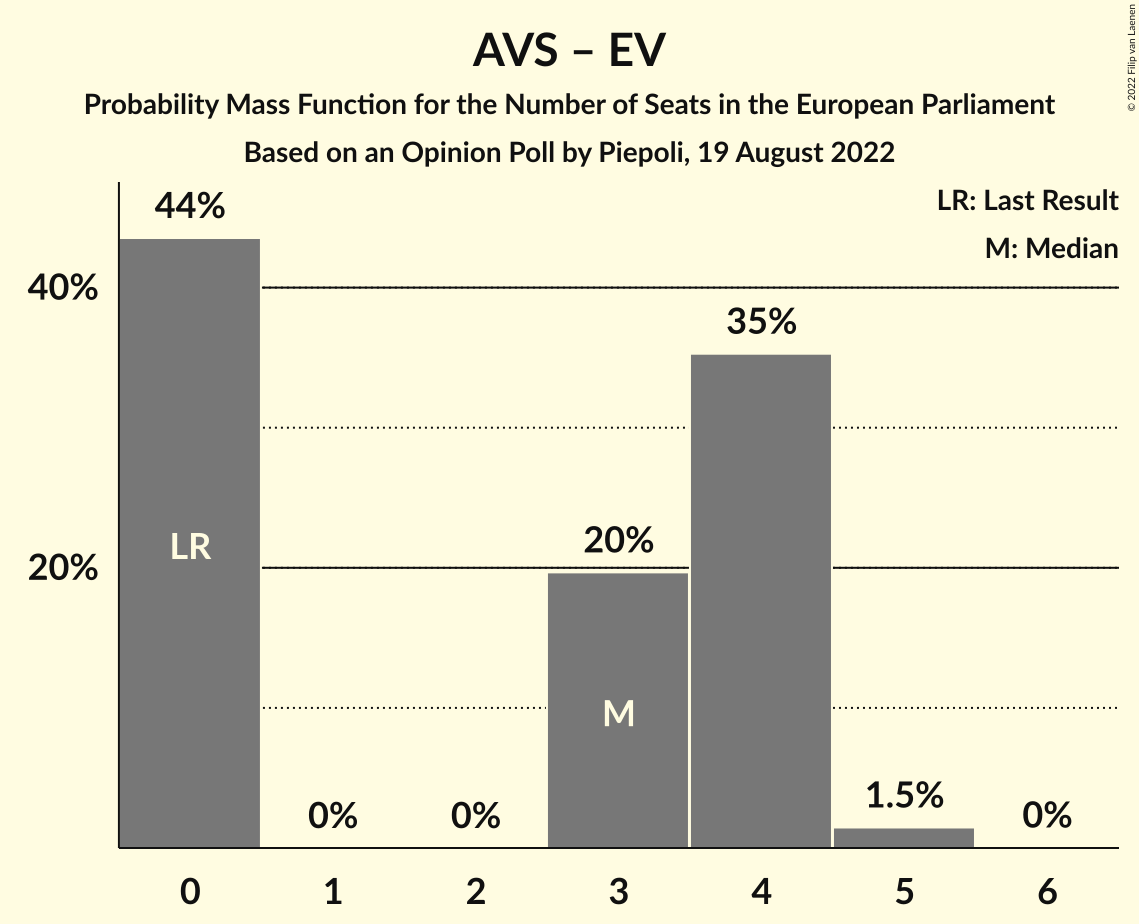 AVS – EV
Probability Mass Function for the Number of Seats in the European Parliament
Based on an Opinion Poll by Piepoli, 19 August 2022
© 2022 Filip van Laenen
LR: Last Result
M: Median
44%
40%
35%
20%
20%
LR
M
1.5%
0%
0%
0%
0 1 2 3 4 5 6